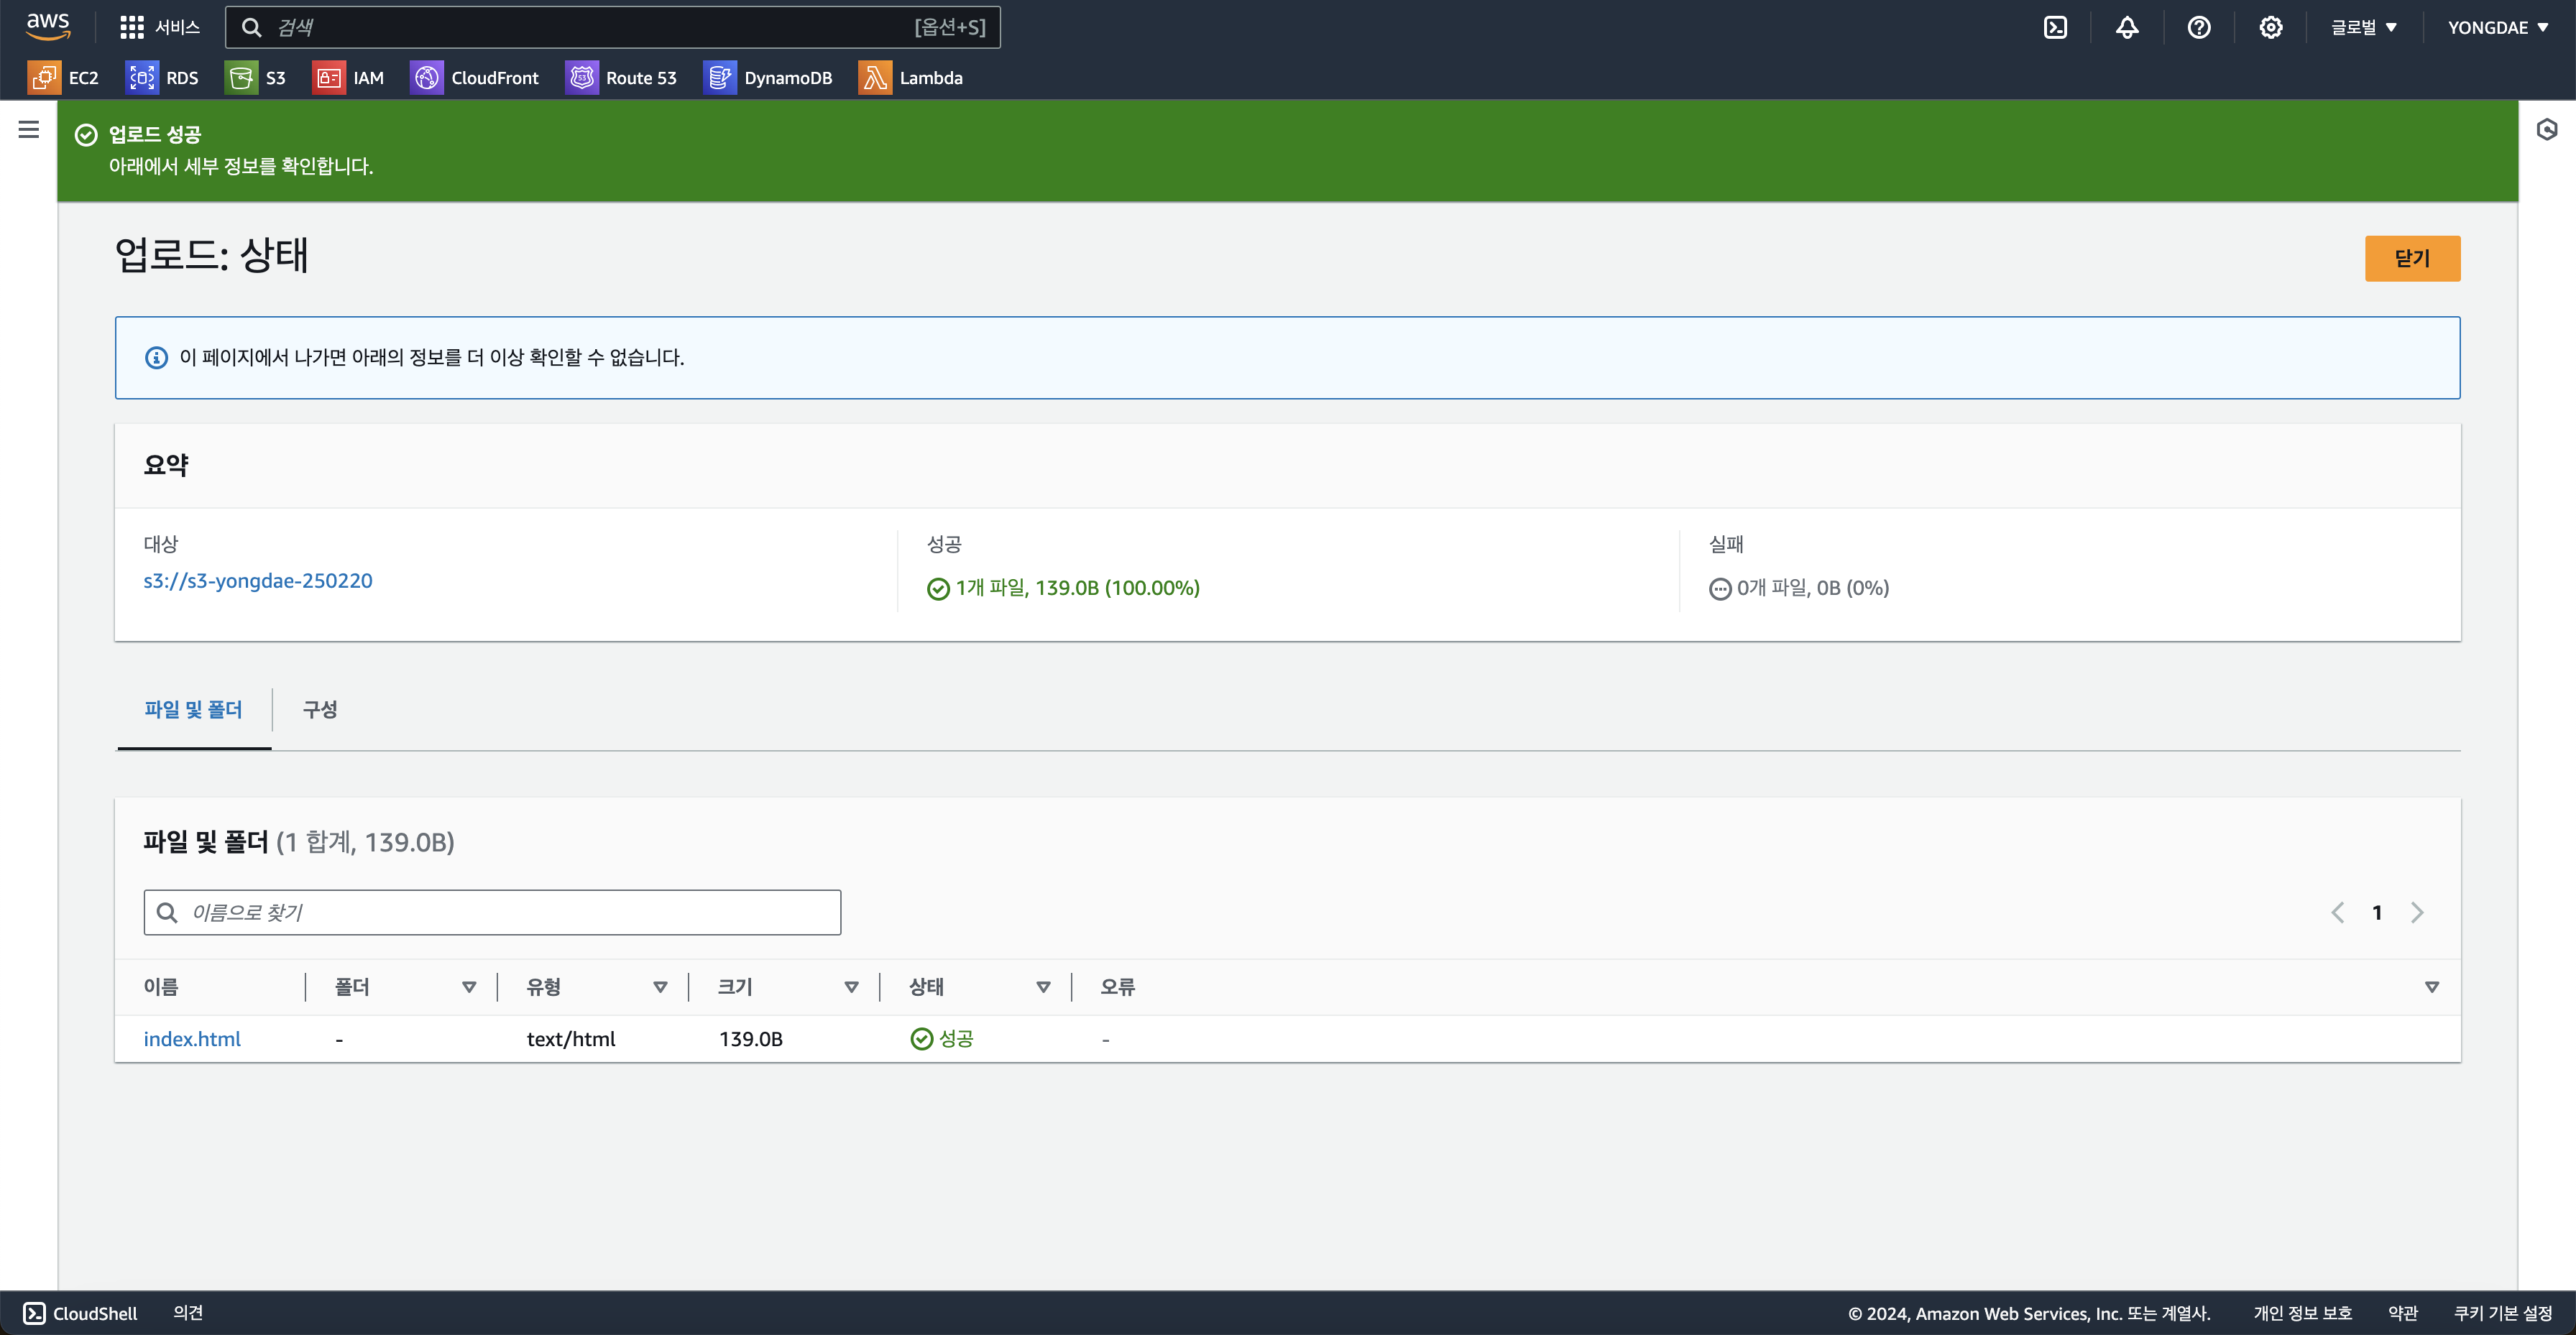 aws
서비스
검색
[옵션+S]
글로벌
YONGDAE
EC2
RDS
S3
IAM
CloudFront
Route 53
DynamoDB
Lambda
업로드 성공
아래에서 세부 정보를 확인합니다.
업로드: 상태
닫기
이 페이지에서 나가면 아래의 정보를 더 이상 확인할 수 없습니다.
요약
대상
s3://s3-yongdae-250220
성공
1개 파일, 139.0B (100.00%)
실패
0개 파일, 0B (0%)
파일 및 폴더
구성
파일 및 폴더 (1 합계, 139.0B)
이름으로 찾기
1
이름 폴더 유형 크기 상태 오류
index.html - text/html 139.0B 성공 -
CloudShell
의견
© 2024, Amazon Web Services, Inc. 또는 계열사.
개인 정보 보호
약관
쿠키 기본 설정